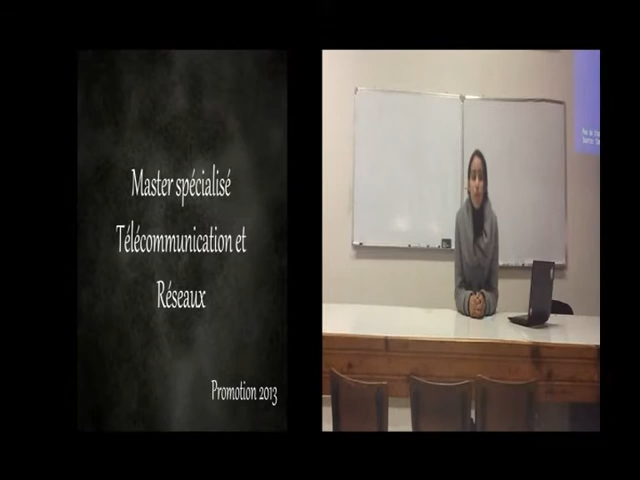 Master spécialisé
Télécommunication et
Réseaux
Promotion 2013